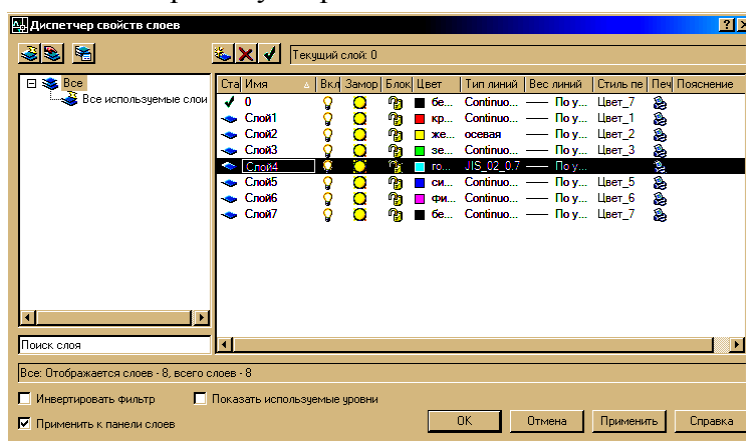 Диспетчер свойств слоев
Текущий слой: 0
Все
Все используемые слои
Ста Имя Вкл Замор Блок Цвет Тип линий Вес линий Стиль пе Печ Пояснение
0 бе... Continuo... По у... Цвет_7
Слой1 кр... Continuo... По у... Цвет_1
Слой2 же... осевая По у... Цвет_2
Слой3 зе... Continuo... По у... Цвет_3
Слой4 го... JIS_02_0.7 По у...
Слой5 си... Continuo... По у... Цвет_5
Слой6 фи... Continuo... По у... Цвет_6
Слой7 бе... Continuo... По у... Цвет_7
Поиск слоя
Все: Отображается слоев - 8, всего слоев - 8
Инвертировать фильтр Показать используемые уровни
Применить к панели слоев
OK Отмена Применить Справка